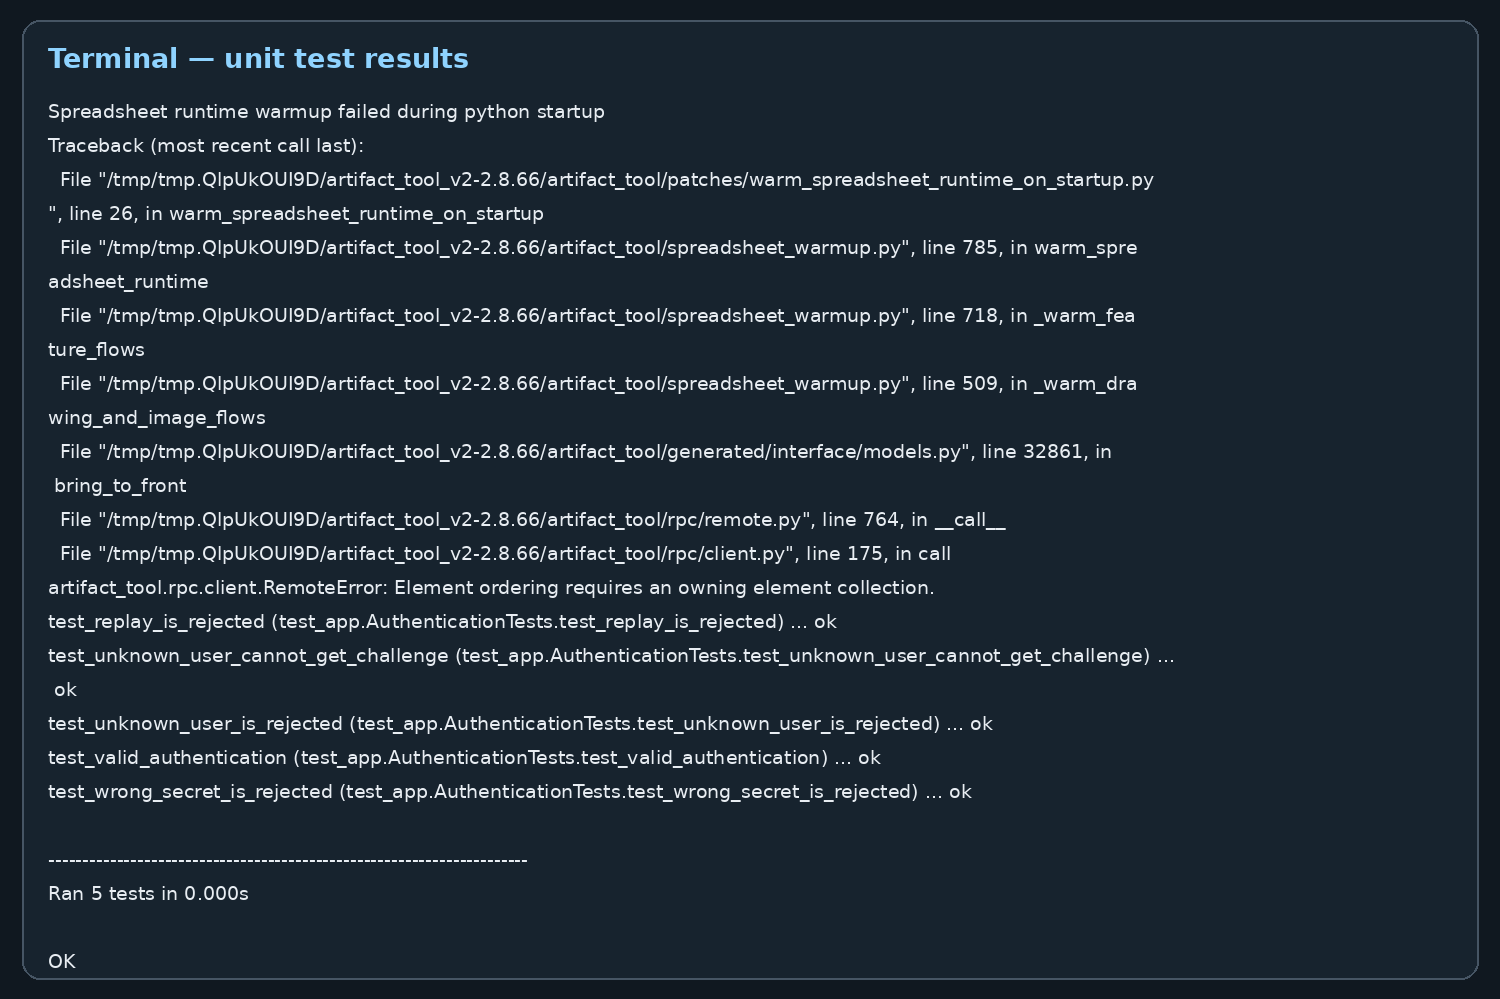 Terminal — unit test results
Spreadsheet runtime warmup failed during python startup
Traceback (most recent call last):
  File "/tmp/tmp.QlpUkOUI9D/artifact_tool_v2-2.8.66/artifact_tool/patches/warm_spreadsheet_runtime_on_startup.py
", line 26, in warm_spreadsheet_runtime_on_startup
  File "/tmp/tmp.QlpUkOUI9D/artifact_tool_v2-2.8.66/artifact_tool/spreadsheet_warmup.py", line 785, in warm_spre
adsheet_runtime
  File "/tmp/tmp.QlpUkOUI9D/artifact_tool_v2-2.8.66/artifact_tool/spreadsheet_warmup.py", line 718, in _warm_fea
ture_flows
  File "/tmp/tmp.QlpUkOUI9D/artifact_tool_v2-2.8.66/artifact_tool/spreadsheet_warmup.py", line 509, in _warm_dra
wing_and_image_flows
  File "/tmp/tmp.QlpUkOUI9D/artifact_tool_v2-2.8.66/artifact_tool/generated/interface/models.py", line 32861, in
 bring_to_front
  File "/tmp/tmp.QlpUkOUI9D/artifact_tool_v2-2.8.66/artifact_tool/rpc/remote.py", line 764, in __call__
  File "/tmp/tmp.QlpUkOUI9D/artifact_tool_v2-2.8.66/artifact_tool/rpc/client.py", line 175, in call
artifact_tool.rpc.client.RemoteError: Element ordering requires an owning element collection.
test_replay_is_rejected (test_app.AuthenticationTests.test_replay_is_rejected) ... ok
test_unknown_user_cannot_get_challenge (test_app.AuthenticationTests.test_unknown_user_cannot_get_challenge) ...
 ok
test_unknown_user_is_rejected (test_app.AuthenticationTests.test_unknown_user_is_rejected) ... ok
test_valid_authentication (test_app.AuthenticationTests.test_valid_authentication) ... ok
test_wrong_secret_is_rejected (test_app.AuthenticationTests.test_wrong_secret_is_rejected) ... ok

----------------------------------------------------------------------
Ran 5 tests in 0.000s

OK